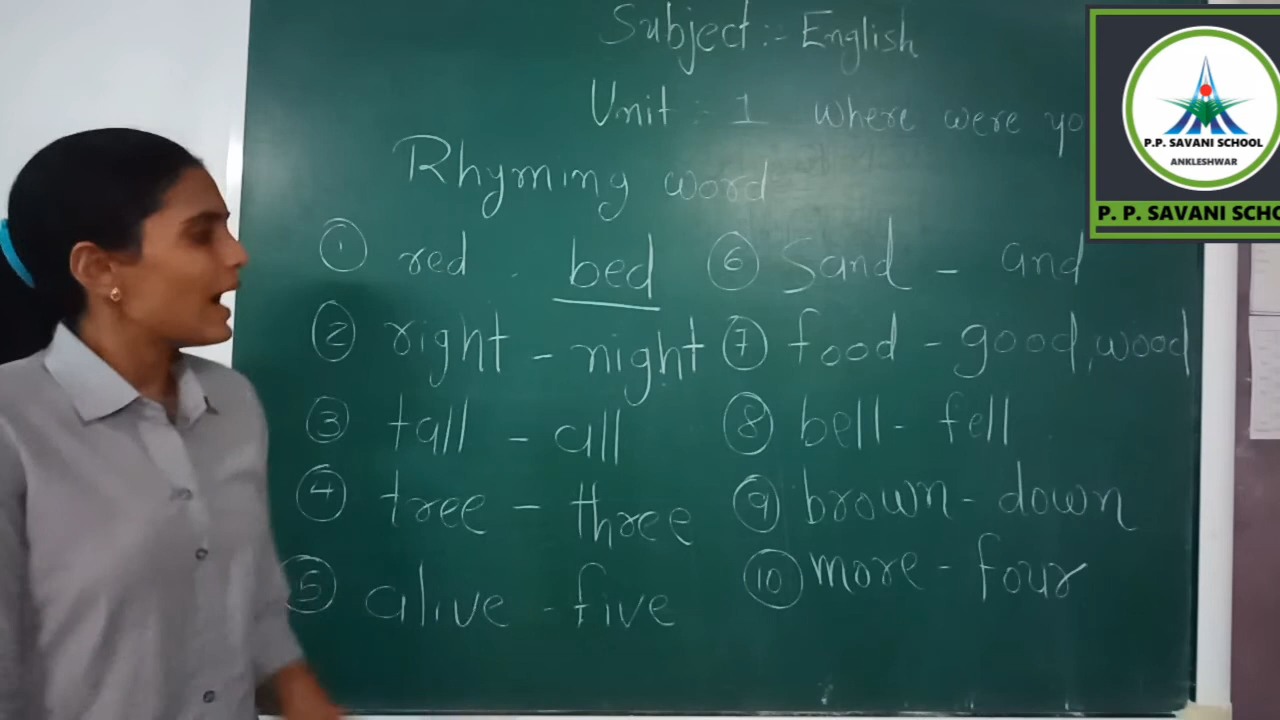 Subject :- English
Unit :- 1 where were yo
Rhyming word
① red - bed
② right - night
③ tall - all
④ tree - three
⑤ alive - five
⑥ Sand - and
⑦ food - good, wood
⑧ bell - fell
⑨ brown - down
⑩ more - four
P.P. SAVANI SCHOOL
ANKLESHWAR
P. P. SAVANI SCHO